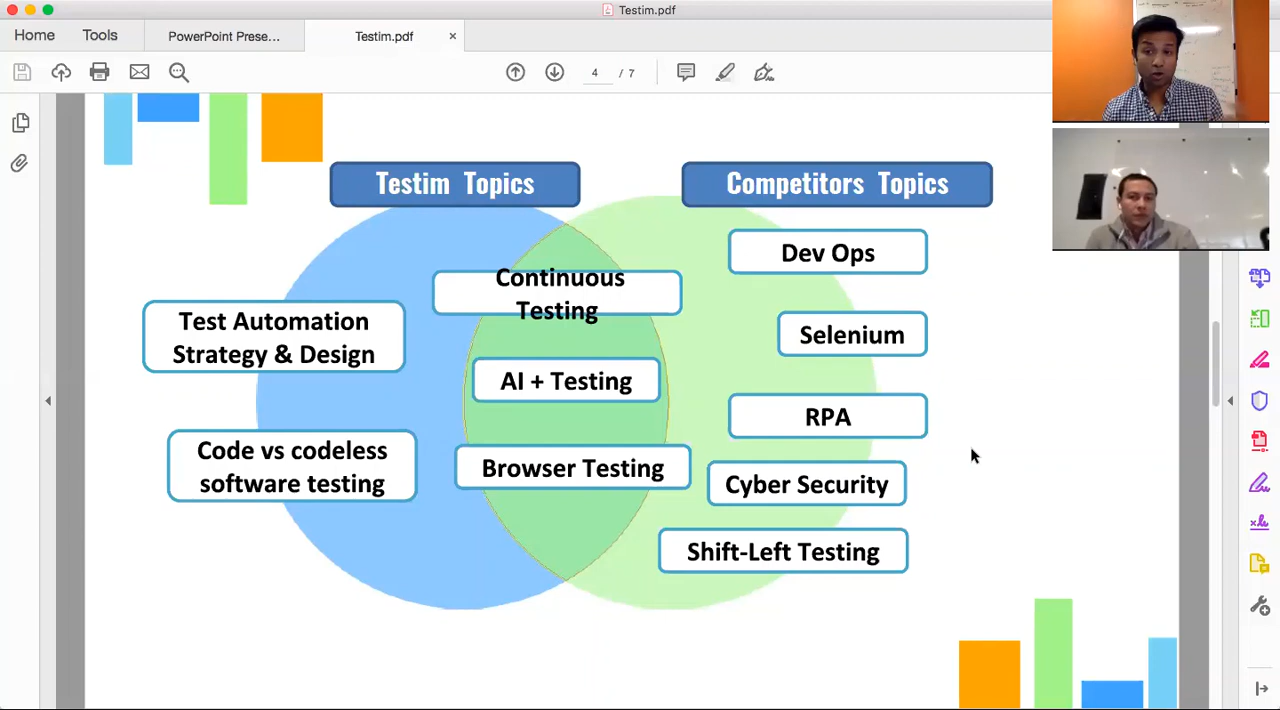 Testim.pdf
Home
Tools
PowerPoint Prese...
Testim.pdf
×
4 / 7
Testim Topics
Competitors Topics
Dev Ops
Continuous
Testing
Test Automation
Strategy & Design
Selenium
AI + Testing
RPA
Code vs codeless
software testing
Browser Testing
Cyber Security
Shift-Left Testing